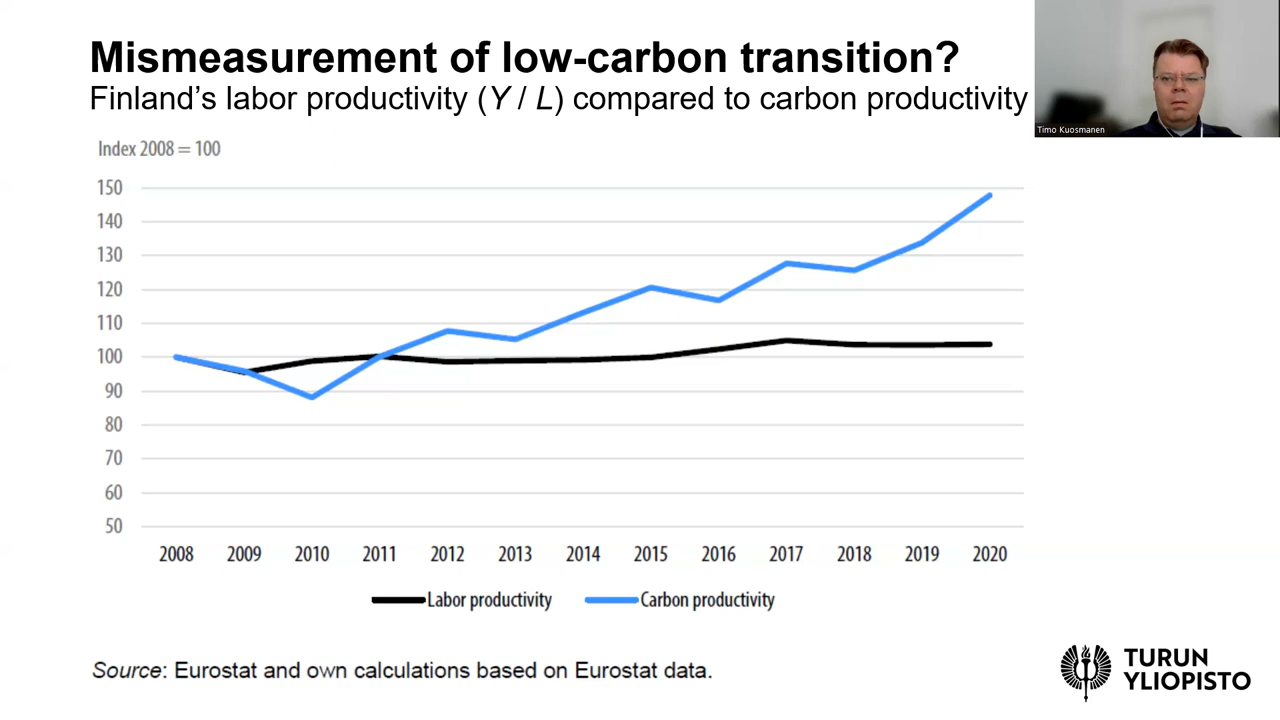 Mismeasurement of low-carbon transition?
Finland's labor productivity (Y / L) compared to carbon productivity
Timo Kuosmanen
Index 2008 = 100
150
140
130
120
110
100
90
80
70
60
50
2008 2009 2010 2011 2012 2013 2014 2015 2016 2017 2018 2019 2020
Labor productivity Carbon productivity
Source: Eurostat and own calculations based on Eurostat data.
TURUN
YLIOPISTO